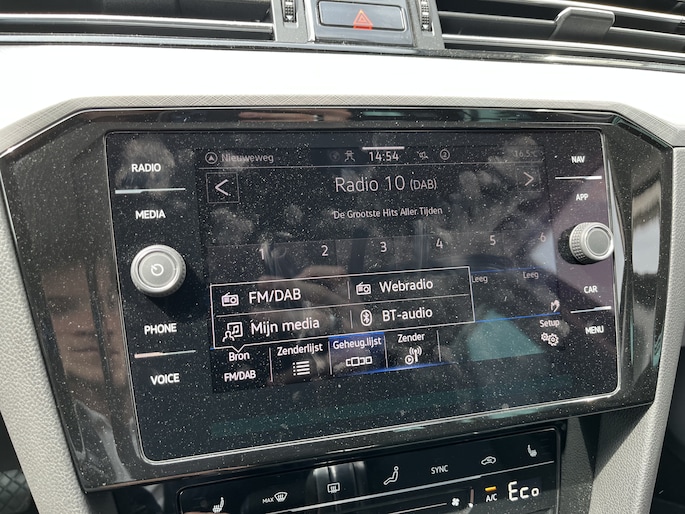 RADIO
MEDIA
PHONE
VOICE
Nieuweweg
14:54
2
Radio 10 (DAB)
'De Grootste Hits Aller Tijden
1 2 3 4 5 6
Leeg Leeg
FM/DAB Webradio
Mijn media BT-audio
Bron Zenderlijst Geheug.lijst Zender Setup
FM/DAB
NAV
APP
CAR
MENU
MAX SYNC
A/C Eco